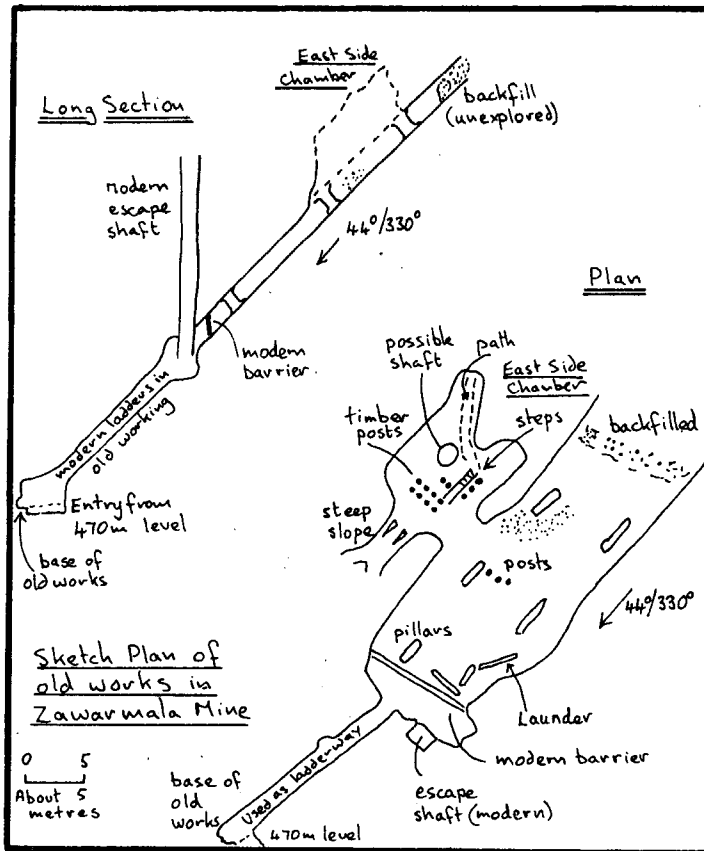 East Side
Chamber
Long Section
backfill
(unexplored)
modern
escape
shaft
44°/330°
modern
barrier
modern ladders in
old working
Entry from
470m level
base of
old works
Plan
possible
shaft
path
East Side
Chamber
steps
backfilled
timber
posts
steep
slope
posts
44°/330°
pillars
Launder
modern barrier
escape
shaft (modern)
Used as ladderway
base of
old
works
470m level
Sketch Plan of
old works in
Zawarmala Mine
0 5
About 5
metres